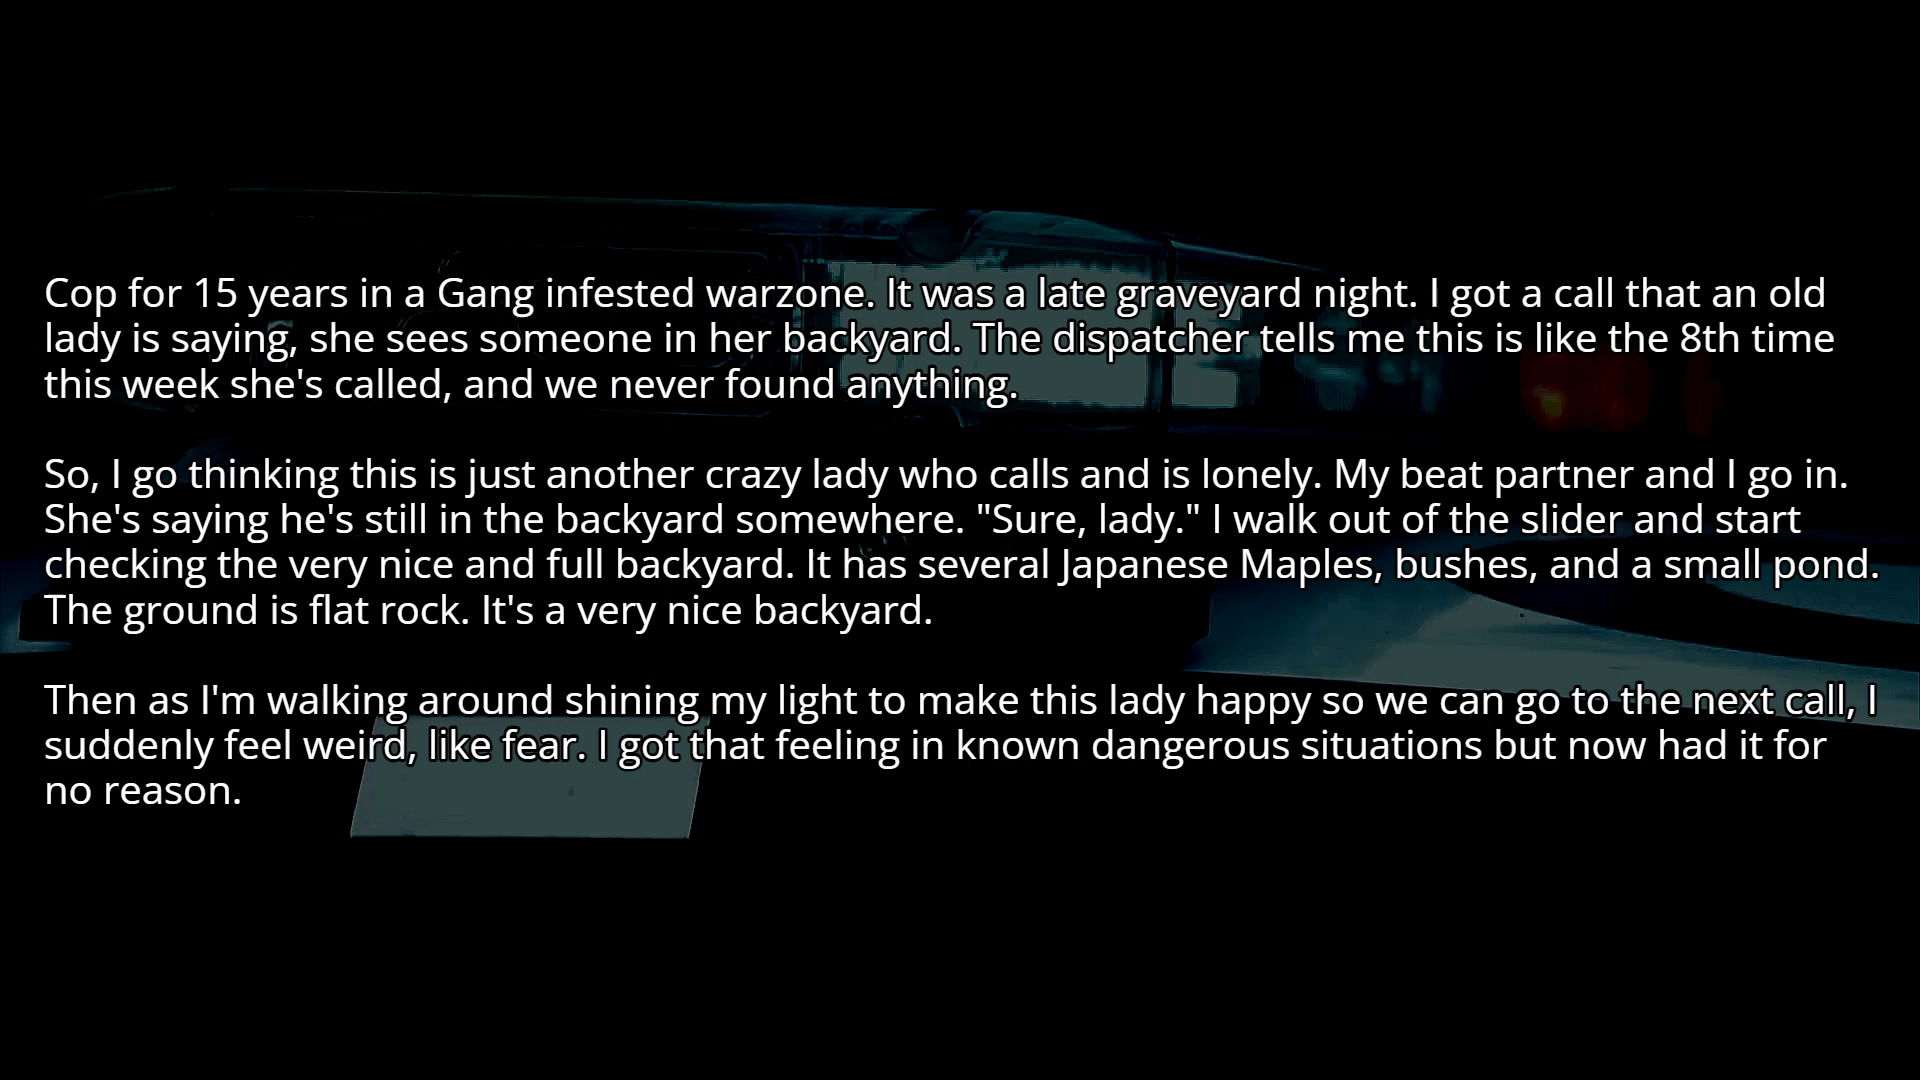 Cop for 15 years in a Gang infested warzone. It was a late graveyard night. I got a call that an old
lady is saying, she sees someone in her backyard. The dispatcher tells me this is like the 8th time
this week she's called, and we never found anything.
So, I go thinking this is just another crazy lady who calls and is lonely. My beat partner and I go in.
She's saying he's still in the backyard somewhere. "Sure, lady." I walk out of the slider and start
checking the very nice and full backyard. It has several Japanese Maples, bushes, and a small pond.
The ground is flat rock. It's a very nice backyard.
Then as I'm walking around shining my light to make this lady happy so we can go to the next call, I
suddenly feel weird, like fear. I got that feeling in known dangerous situations but now had it for
no reason.